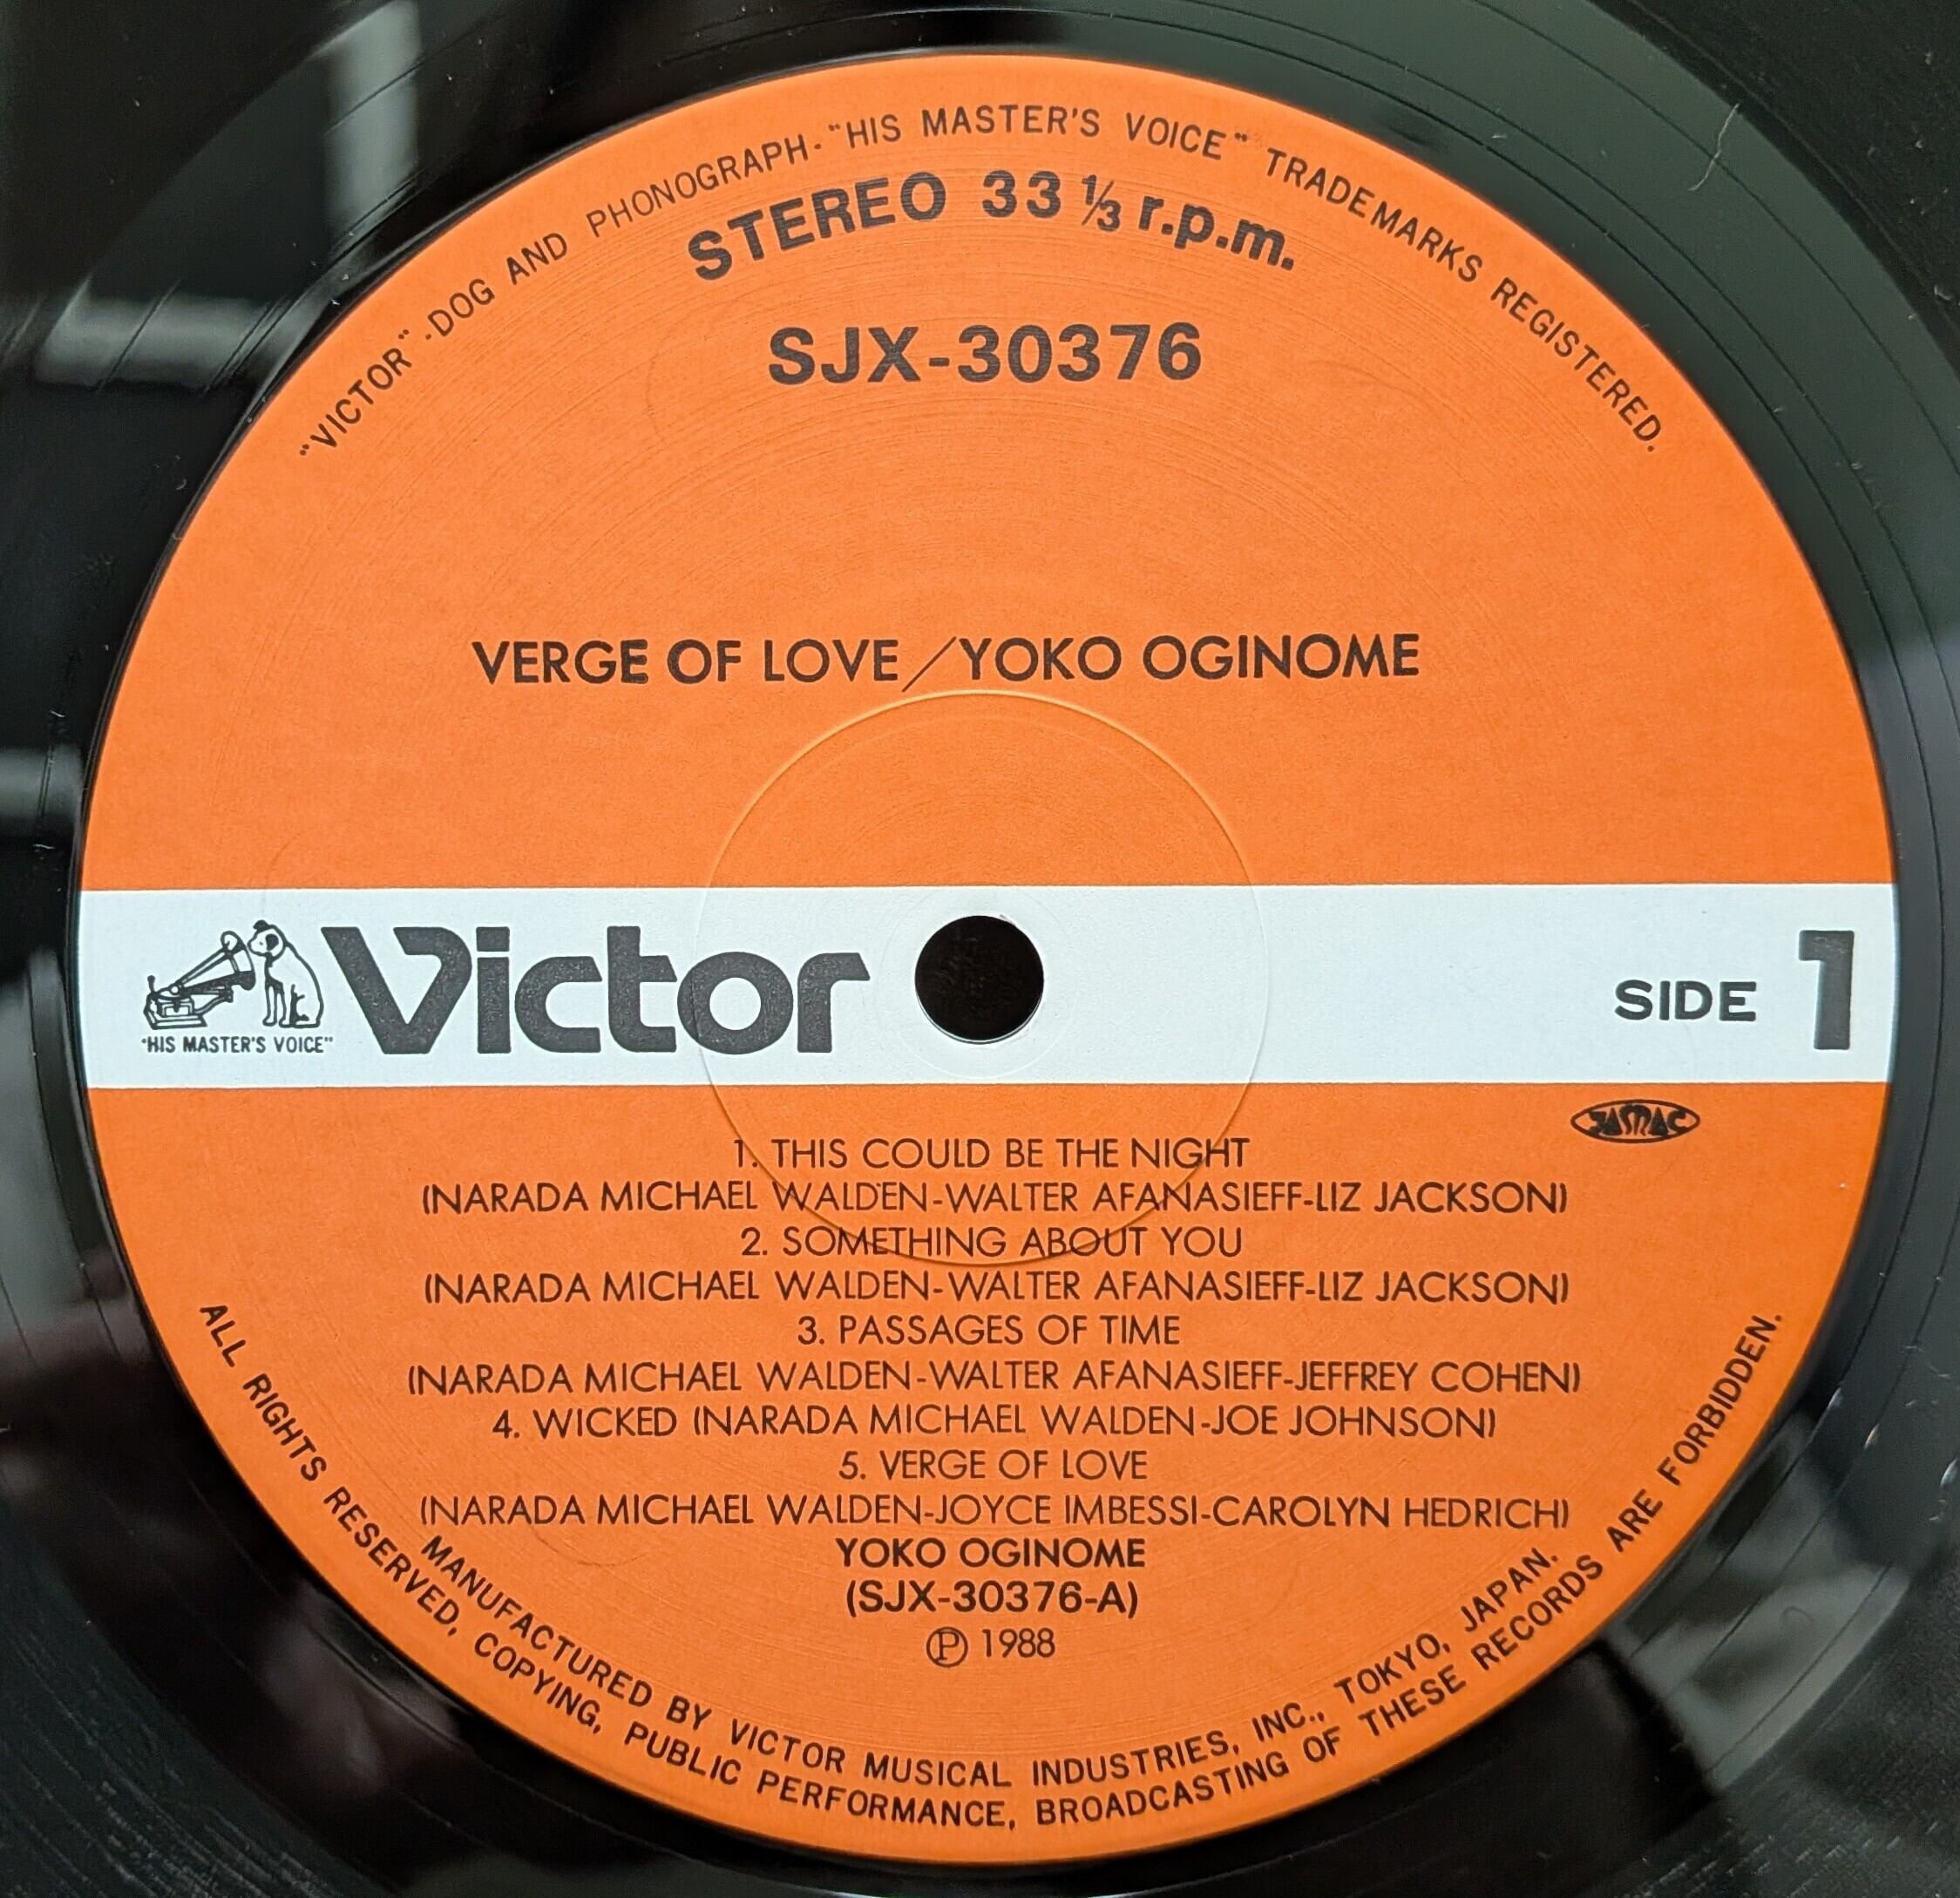 "VICTOR"-DOG AND PHONOGRAPH-"HIS MASTER'S VOICE" TRADEMARKS REGISTERED.
STEREO 33 ⅓ r.p.m.
SJX-30376
VERGE OF LOVE／YOKO OGINOME
"HIS MASTER'S VOICE"
Victor
SIDE 1
JASMAC
1. THIS COULD BE THE NIGHT
(NARADA MICHAEL WALDEN-WALTER AFANASIEFF-LIZ JACKSON)
2. SOMETHING ABOUT YOU
(NARADA MICHAEL WALDEN-WALTER AFANASIEFF-LIZ JACKSON)
3. PASSAGES OF TIME
(NARADA MICHAEL WALDEN-WALTER AFANASIEFF-JEFFREY COHEN)
4. WICKED (NARADA MICHAEL WALDEN-JOE JOHNSON)
5. VERGE OF LOVE
(NARADA MICHAEL WALDEN-JOYCE IMBESSI-CAROLYN HEDRICH)
YOKO OGINOME
(SJX-30376-A)
Ⓟ 1988
MANUFACTURED BY VICTOR MUSICAL INDUSTRIES, INC., TOKYO, JAPAN.
ALL RIGHTS RESERVED, COPYING, PUBLIC PERFORMANCE, BROADCASTING OF THESE RECORDS ARE FORBIDDEN.